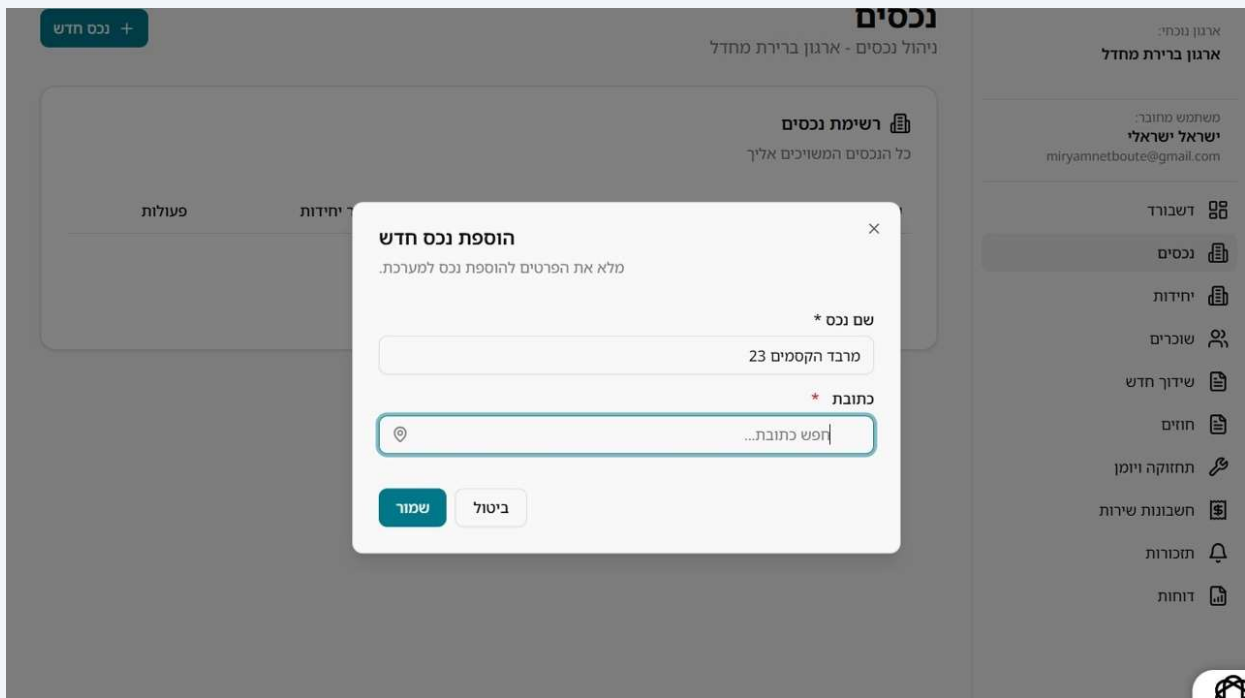 ארגון נוכחי:
ארגון ברירת מחדל
משתמש מחובר:
ישראל ישראלי
miryamnetboute@gmail.com
דשבורד
נכסים
יחידות
שוכרים
שידוך חדש
חוזים
תחזוקה ויומן
חשבונות שירות
תזכורות
דוחות
נכסים
ניהול נכסים - ארגון ברירת מחדל
+ נכס חדש
רשימת נכסים
כל הנכסים המשויכים אליך
יחידות
פעולות
הוספת נכס חדש
מלא את הפרטים להוספת נכס למערכת.
שם נכס *
מרבד הקסמים 23
כתובת *
חפש כתובת...
ביטול
שמור